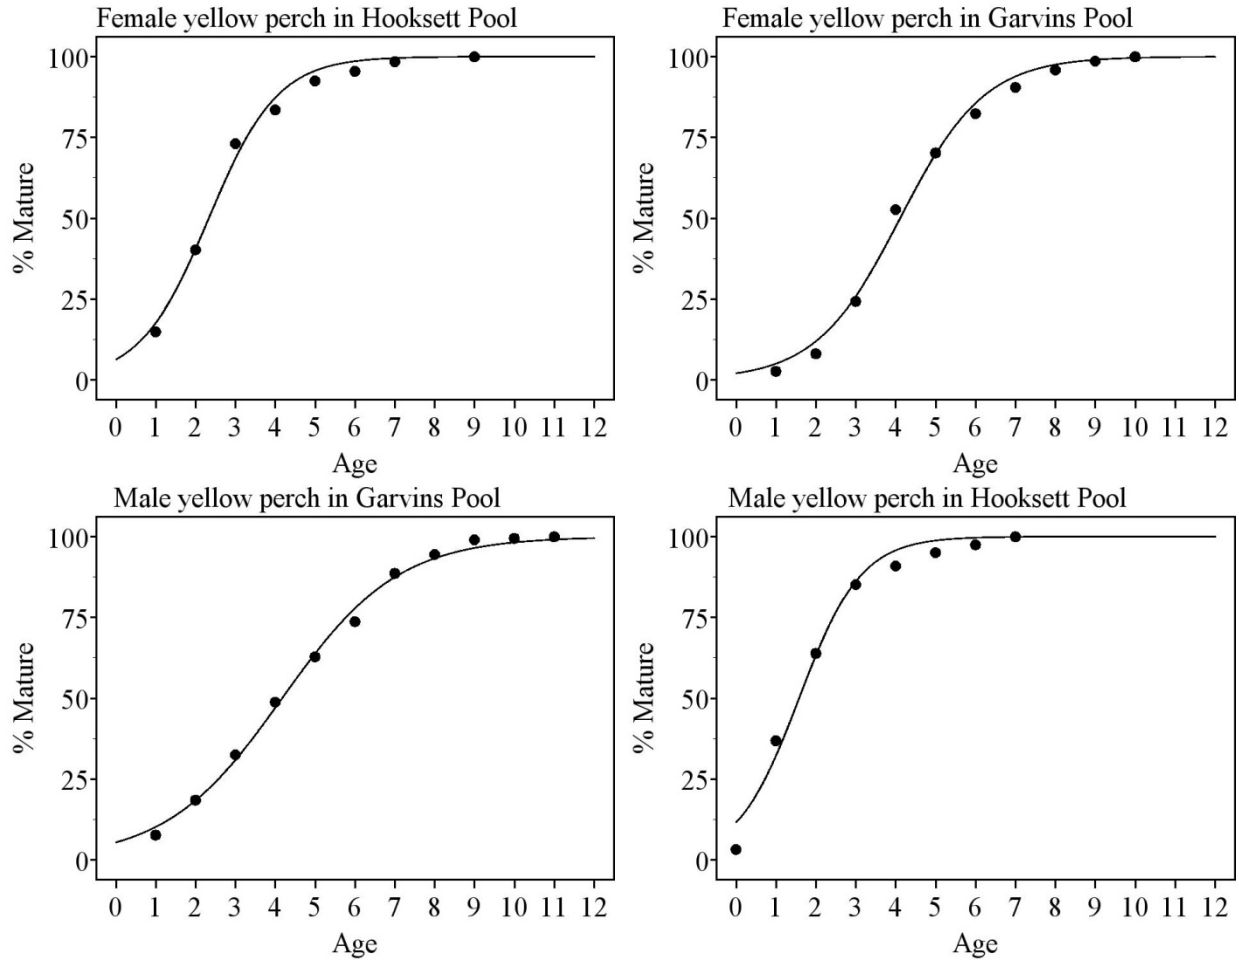 Female yellow perch in Hooksett Pool
100
75
50
25
0
% Mature
0 1 2 3 4 5 6 7 8 9 10 11 12
Age
Female yellow perch in Garvins Pool
100
75
50
25
0
% Mature
0 1 2 3 4 5 6 7 8 9 10 11 12
Age
Male yellow perch in Garvins Pool
100
75
50
25
0
% Mature
0 1 2 3 4 5 6 7 8 9 10 11 12
Age
Male yellow perch in Hooksett Pool
100
75
50
25
0
% Mature
0 1 2 3 4 5 6 7 8 9 10 11 12
Age